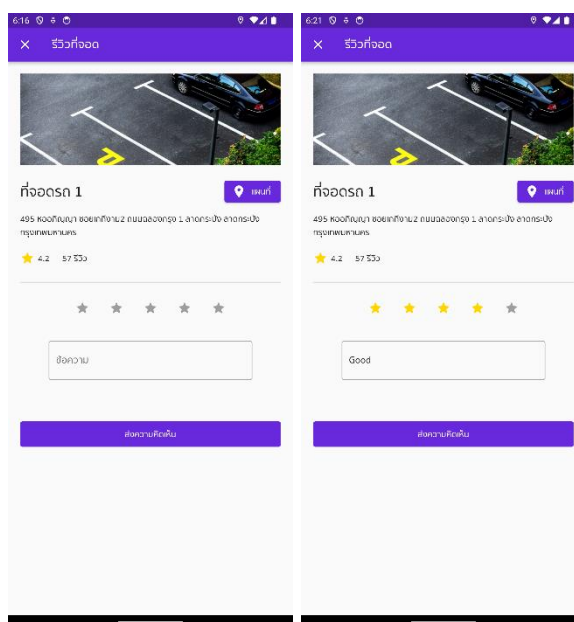 6:16
รีวิวที่จอด
ที่จอดรถ 1
แผนที่
495 หออภิญญา ซอยเกกีงาม2 ถนนฉลองกรุง 1 ลาดกระบัง ลาดกระบัง
กรุงเทพมหานคร
4.2 57 รีวิว
ข้อความ
ส่งความคิดเห็น
6:21
รีวิวที่จอด
ที่จอดรถ 1
แผนที่
495 หออภิญญา ซอยเกกีงาม2 ถนนฉลองกรุง 1 ลาดกระบัง ลาดกระบัง
กรุงเทพมหานคร
4.2 57 รีวิว
Good
ส่งความคิดเห็น